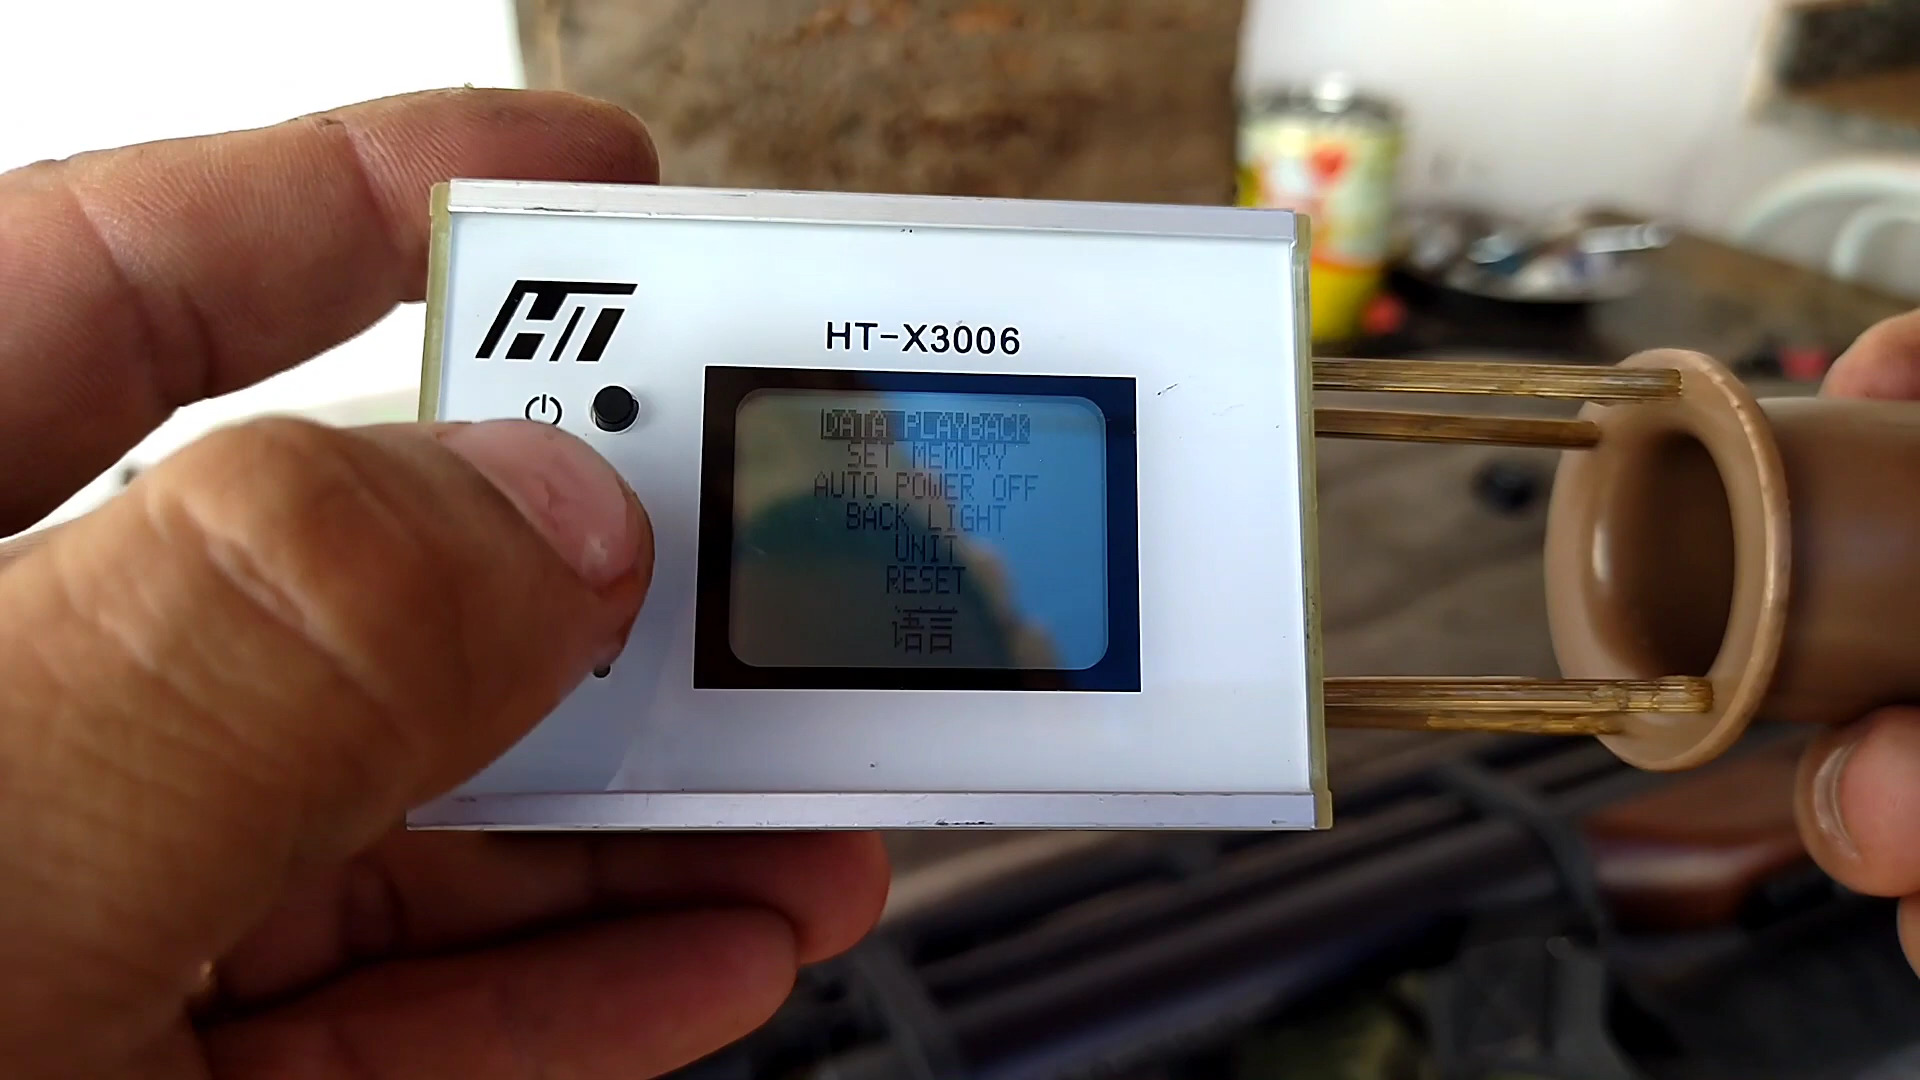 HT
HT-X3006
DATA PLAYBACK
SET MEMORY
AUTO POWER OFF
BACK LIGHT
UNIT
RESET
语言